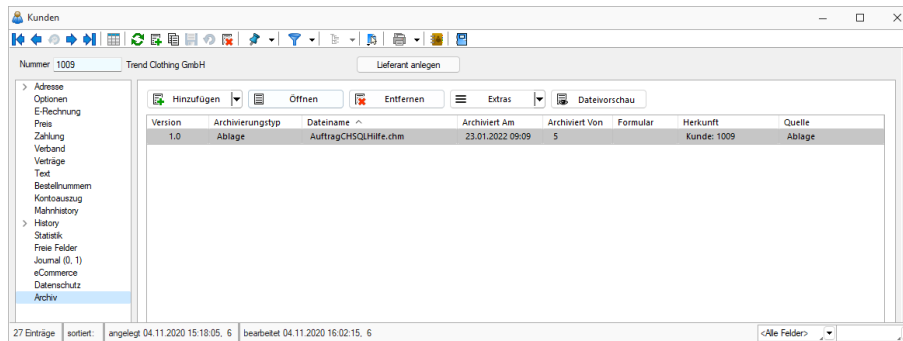 Kunden
Nummer 1009 Trend Clothing GmbH Lieferant anlegen
Adresse
Optionen
E-Rechnung
Preis
Zahlung
Verband
Verträge
Text
Bestellnummern
Kontoauszug
Mahnhistory
History
Statistik
Freie Felder
Journal (0, 1)
eCommerce
Datenschutz
Archiv
Hinzufügen Öffnen Entfernen Extras Dateivorschau
Version Archivierungstyp Dateiname Archiviert Am Archiviert Von Formular Herkunft Quelle
1.0 Ablage AuftragCHSQLHilfe.chm 23.01.2022 09:09 5 Kunde: 1009 Ablage
27 Einträge sortiert: angelegt 04.11.2020 15:18:05, 6 bearbeitet 04.11.2020 16:02:15, 6 <Alle Felder>